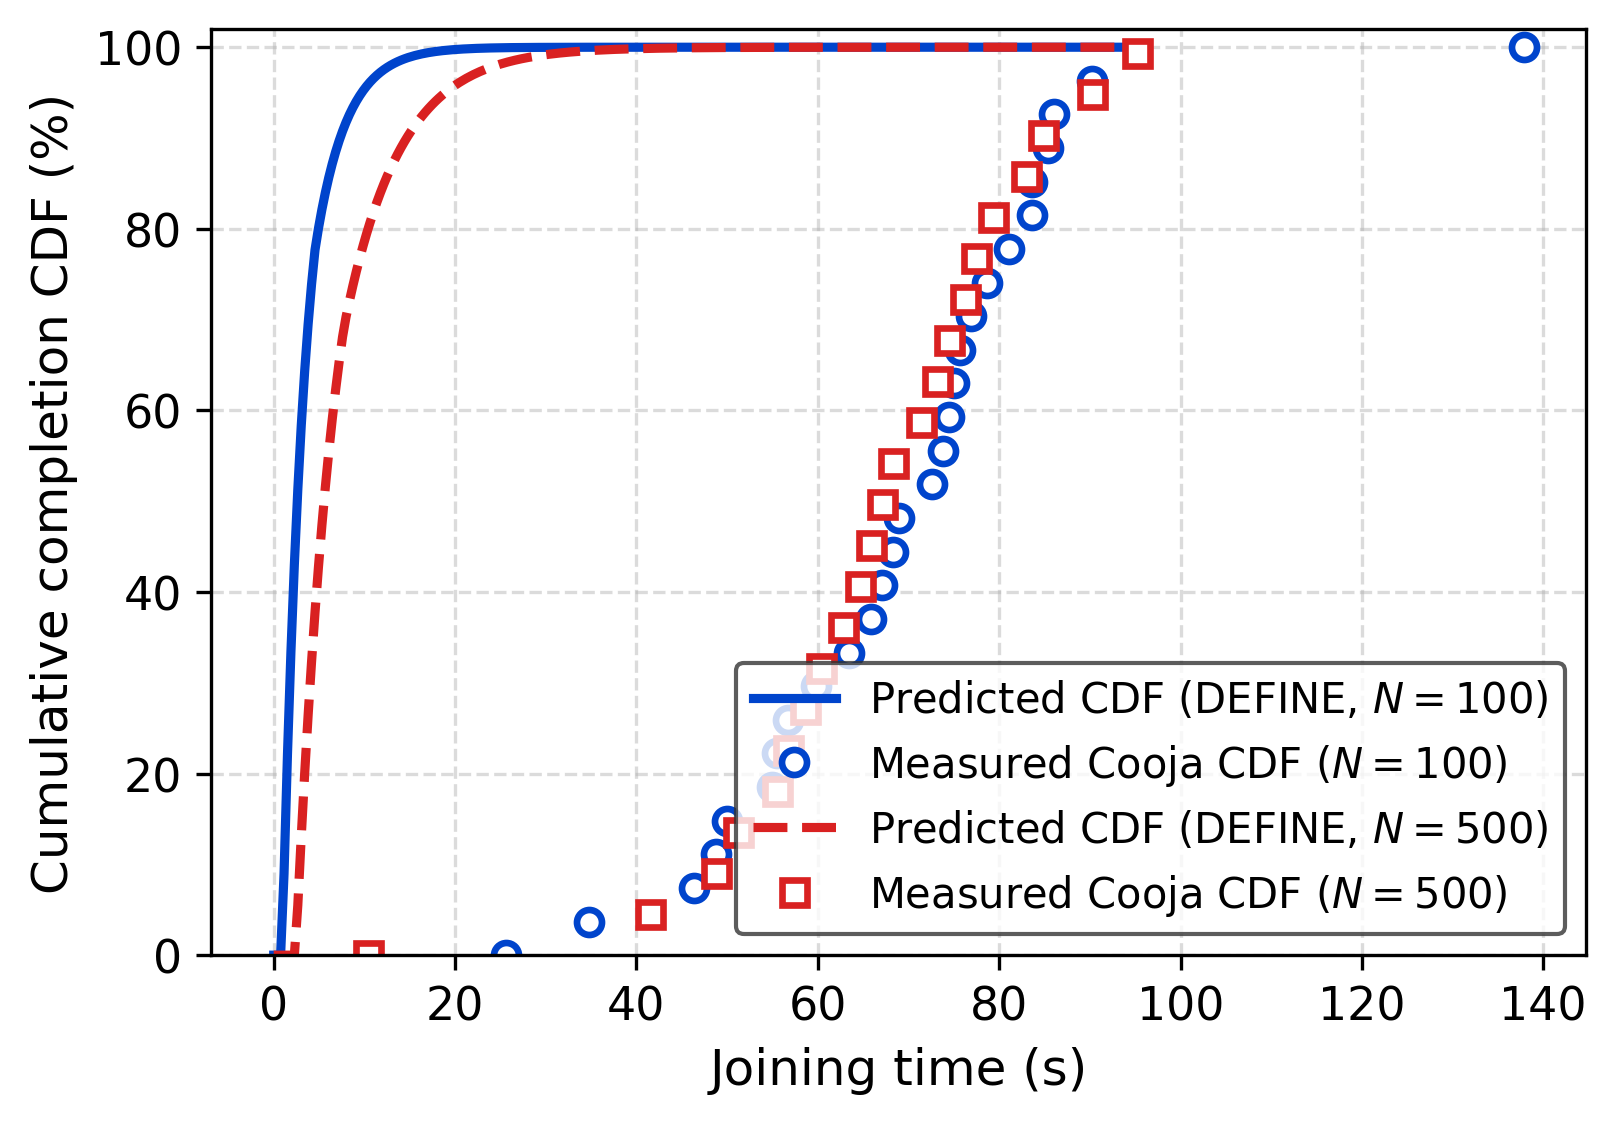 Cumulative completion CDF (%)
100
80
60
40
20
0
0 20 40 60 80 100 120 140
Joining time (s)
Predicted CDF (DEFINE, N = 100)
Measured Cooja CDF (N = 100)
Predicted CDF (DEFINE, N = 500)
Measured Cooja CDF (N = 500)